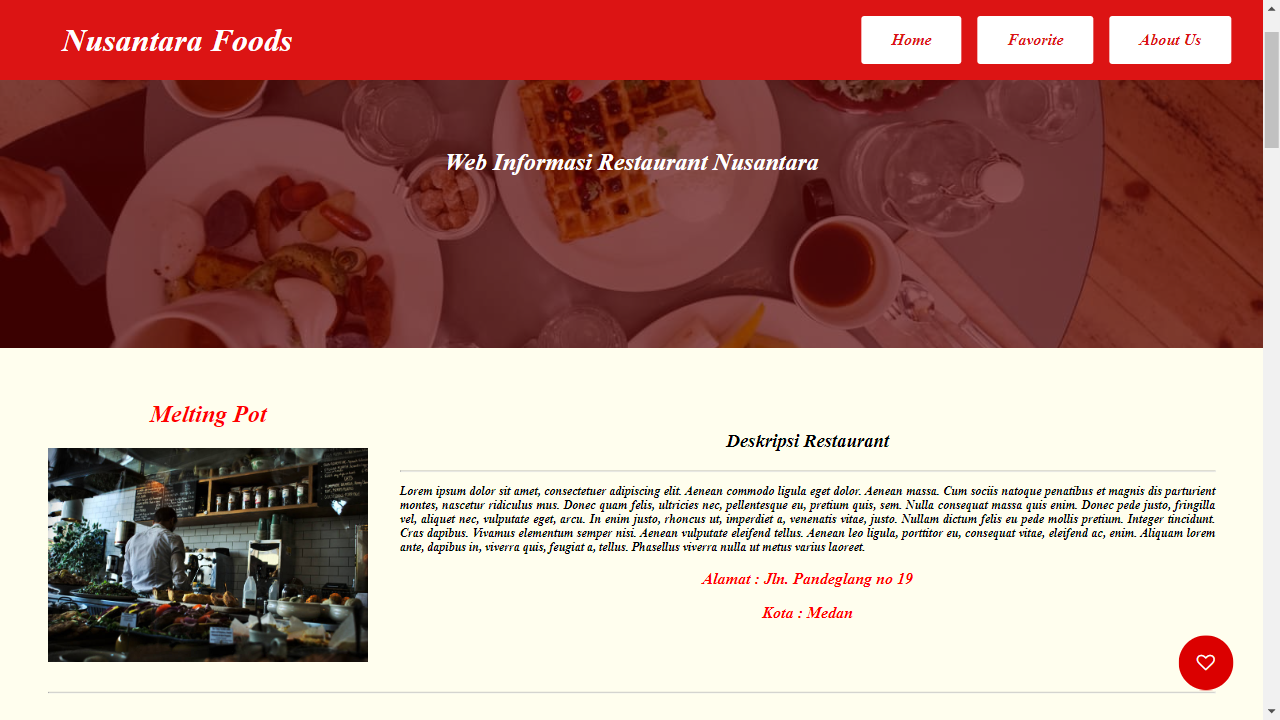 Nusantara Foods
Home
Favorite
About Us
Web Informasi Restaurant Nusantara
Melting Pot
Deskripsi Restaurant
Lorem ipsum dolor sit amet, consectetuer adipiscing elit. Aenean commodo ligula eget dolor. Aenean massa. Cum sociis natoque penatibus et magnis dis parturient
montes, nascetur ridiculus mus. Donec quam felis, ultricies nec, pellentesque eu, pretium quis, sem. Nulla consequat massa quis enim. Donec pede justo, fringilla
vel, aliquet nec, vulputate eget, arcu. In enim justo, rhoncus ut, imperdiet a, venenatis vitae, justo. Nullam dictum felis eu pede mollis pretium. Integer tincidunt.
Cras dapibus. Vivamus elementum semper nisi. Aenean vulputate eleifend tellus. Aenean leo ligula, porttitor eu, consequat vitae, eleifend ac, enim. Aliquam lorem
ante, dapibus in, viverra quis, feugiat a, tellus. Phasellus viverra nulla ut metus varius laoreet.
Alamat : Jln. Pandeglang no 19
Kota : Medan